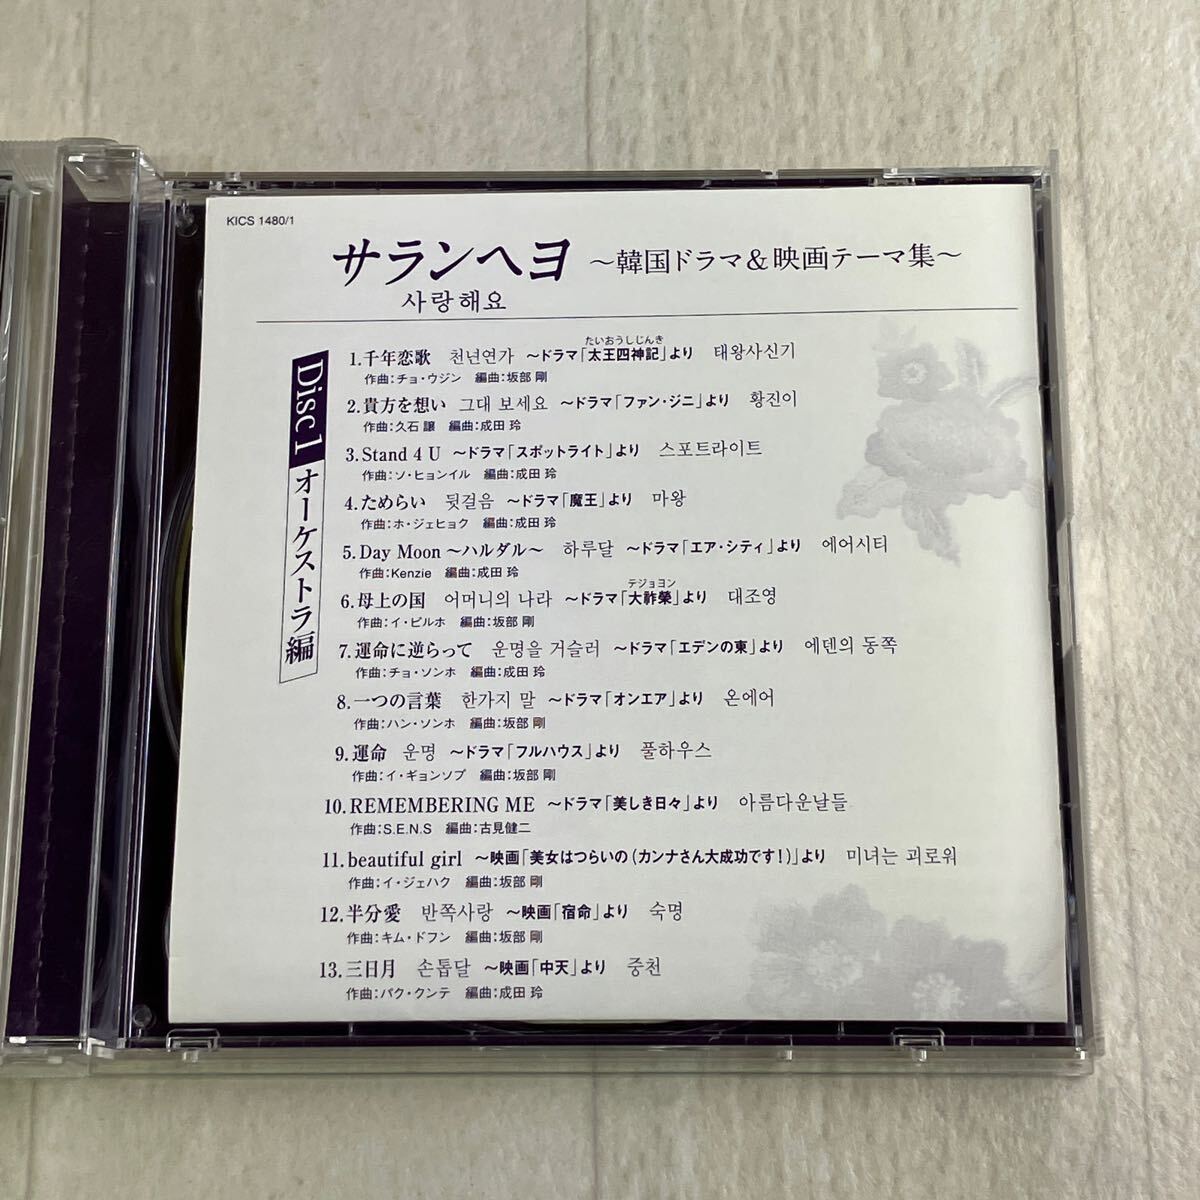 KICS 1480/1
サランヘヨ ～韓国ドラマ＆映画テーマ集～
사랑해요
Disc 1 オーケストラ編
たいおうしじんき
1.千年恋歌 천년연가 ～ドラマ「太王四神記」より 태왕사신기
作曲：チョ・ウジン 編曲：坂部 剛
2.貴方を想い 그대 보세요 ～ドラマ「ファン・ジニ」より 황진이
作曲：久石 譲 編曲：成田 玲
3.Stand 4 U ～ドラマ「スポットライト」より 스포트라이트
作曲：ソ・ヒョンイル 編曲：成田 玲
4.ためらい 뒷걸음 ～ドラマ「魔王」より 마왕
作曲：ホ・ジェヒョク 編曲：成田 玲
5.Day Moon ～ハルダル～ 하루달 ～ドラマ「エア・シティ」より 에어시티
作曲：Kenzie 編曲：成田 玲
テジョヨン
6.母上の国 어머니의 나라 ～ドラマ「大祚榮」より 대조영
作曲：イ・ピルホ 編曲：坂部 剛
7.運命に逆らって 운명을 거슬러 ～ドラマ「エデンの東」より 에덴의 동쪽
作曲：チョ・ソンホ 編曲：成田 玲
8.一つの言葉 한가지 말 ～ドラマ「オンエア」より 온에어
作曲：ハン・ソンホ 編曲：坂部 剛
9.運命 운명 ～ドラマ「フルハウス」より 풀하우스
作曲：イ・ギョンソプ 編曲：坂部 剛
10.REMEMBERING ME ～ドラマ「美しき日々」より 아름다운날들
作曲：S.E.N.S 編曲：古見健二
11.beautiful girl ～映画「美女はつらいの（カンナさん大成功です！）」より 미녀는 괴로워
作曲：イ・ジェハク 編曲：坂部 剛
12.半分愛 반쪽사랑 ～映画「宿命」より 숙명
作曲：キム・ドフン 編曲：坂部 剛
13.三日月 손톱달 ～映画「中天」より 중천
作曲：パク・クンテ 編曲：成田 玲